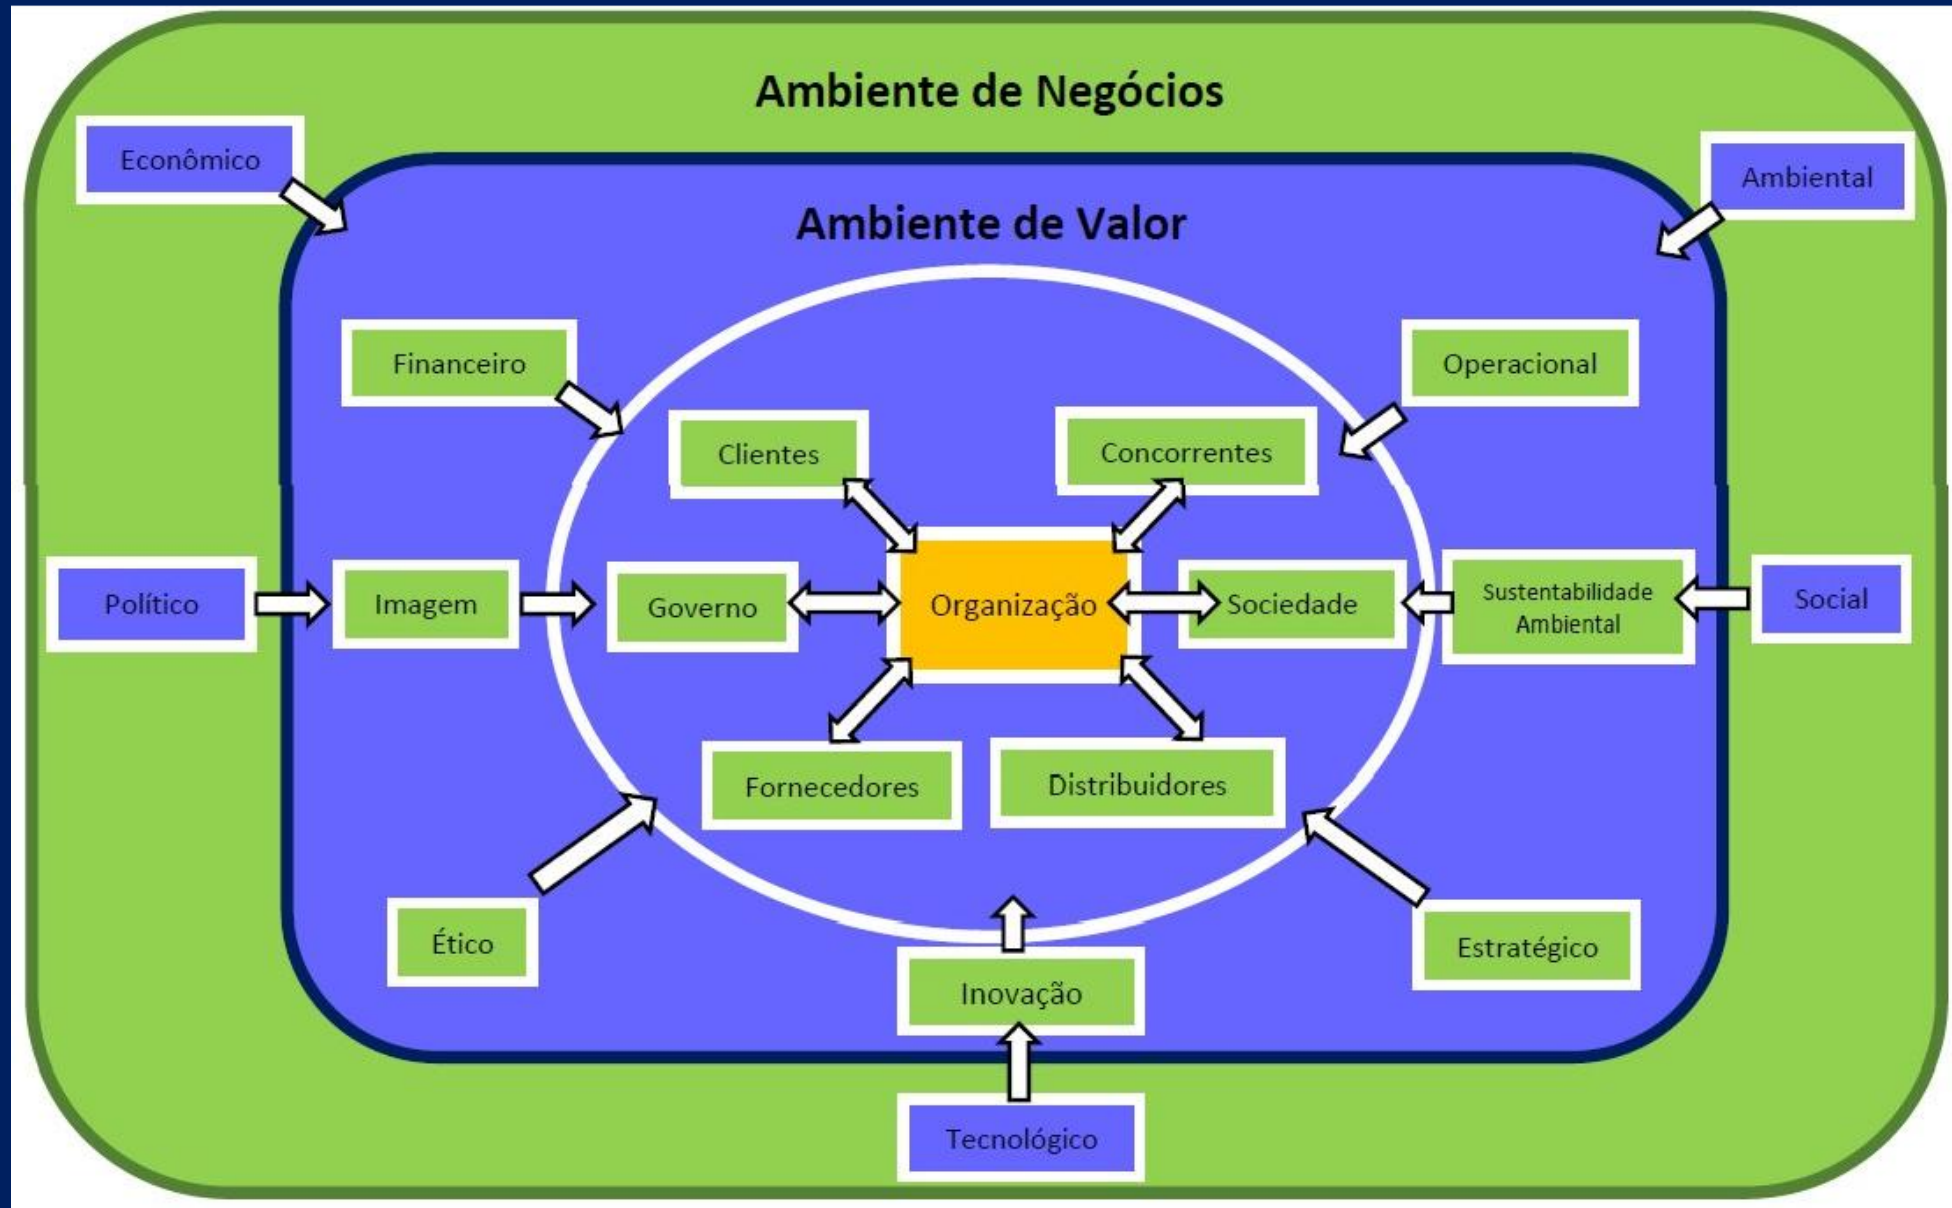 Ambiente de Negócios
Econômico
Ambiental
Ambiente de Valor
Financeiro
Operacional
Clientes
Concorrentes
Político
Imagem
Governo
Organização
Sociedade
Sustentabilidade
Ambiental
Social
Fornecedores
Distribuidores
Ético
Estratégico
Inovação
Tecnológico